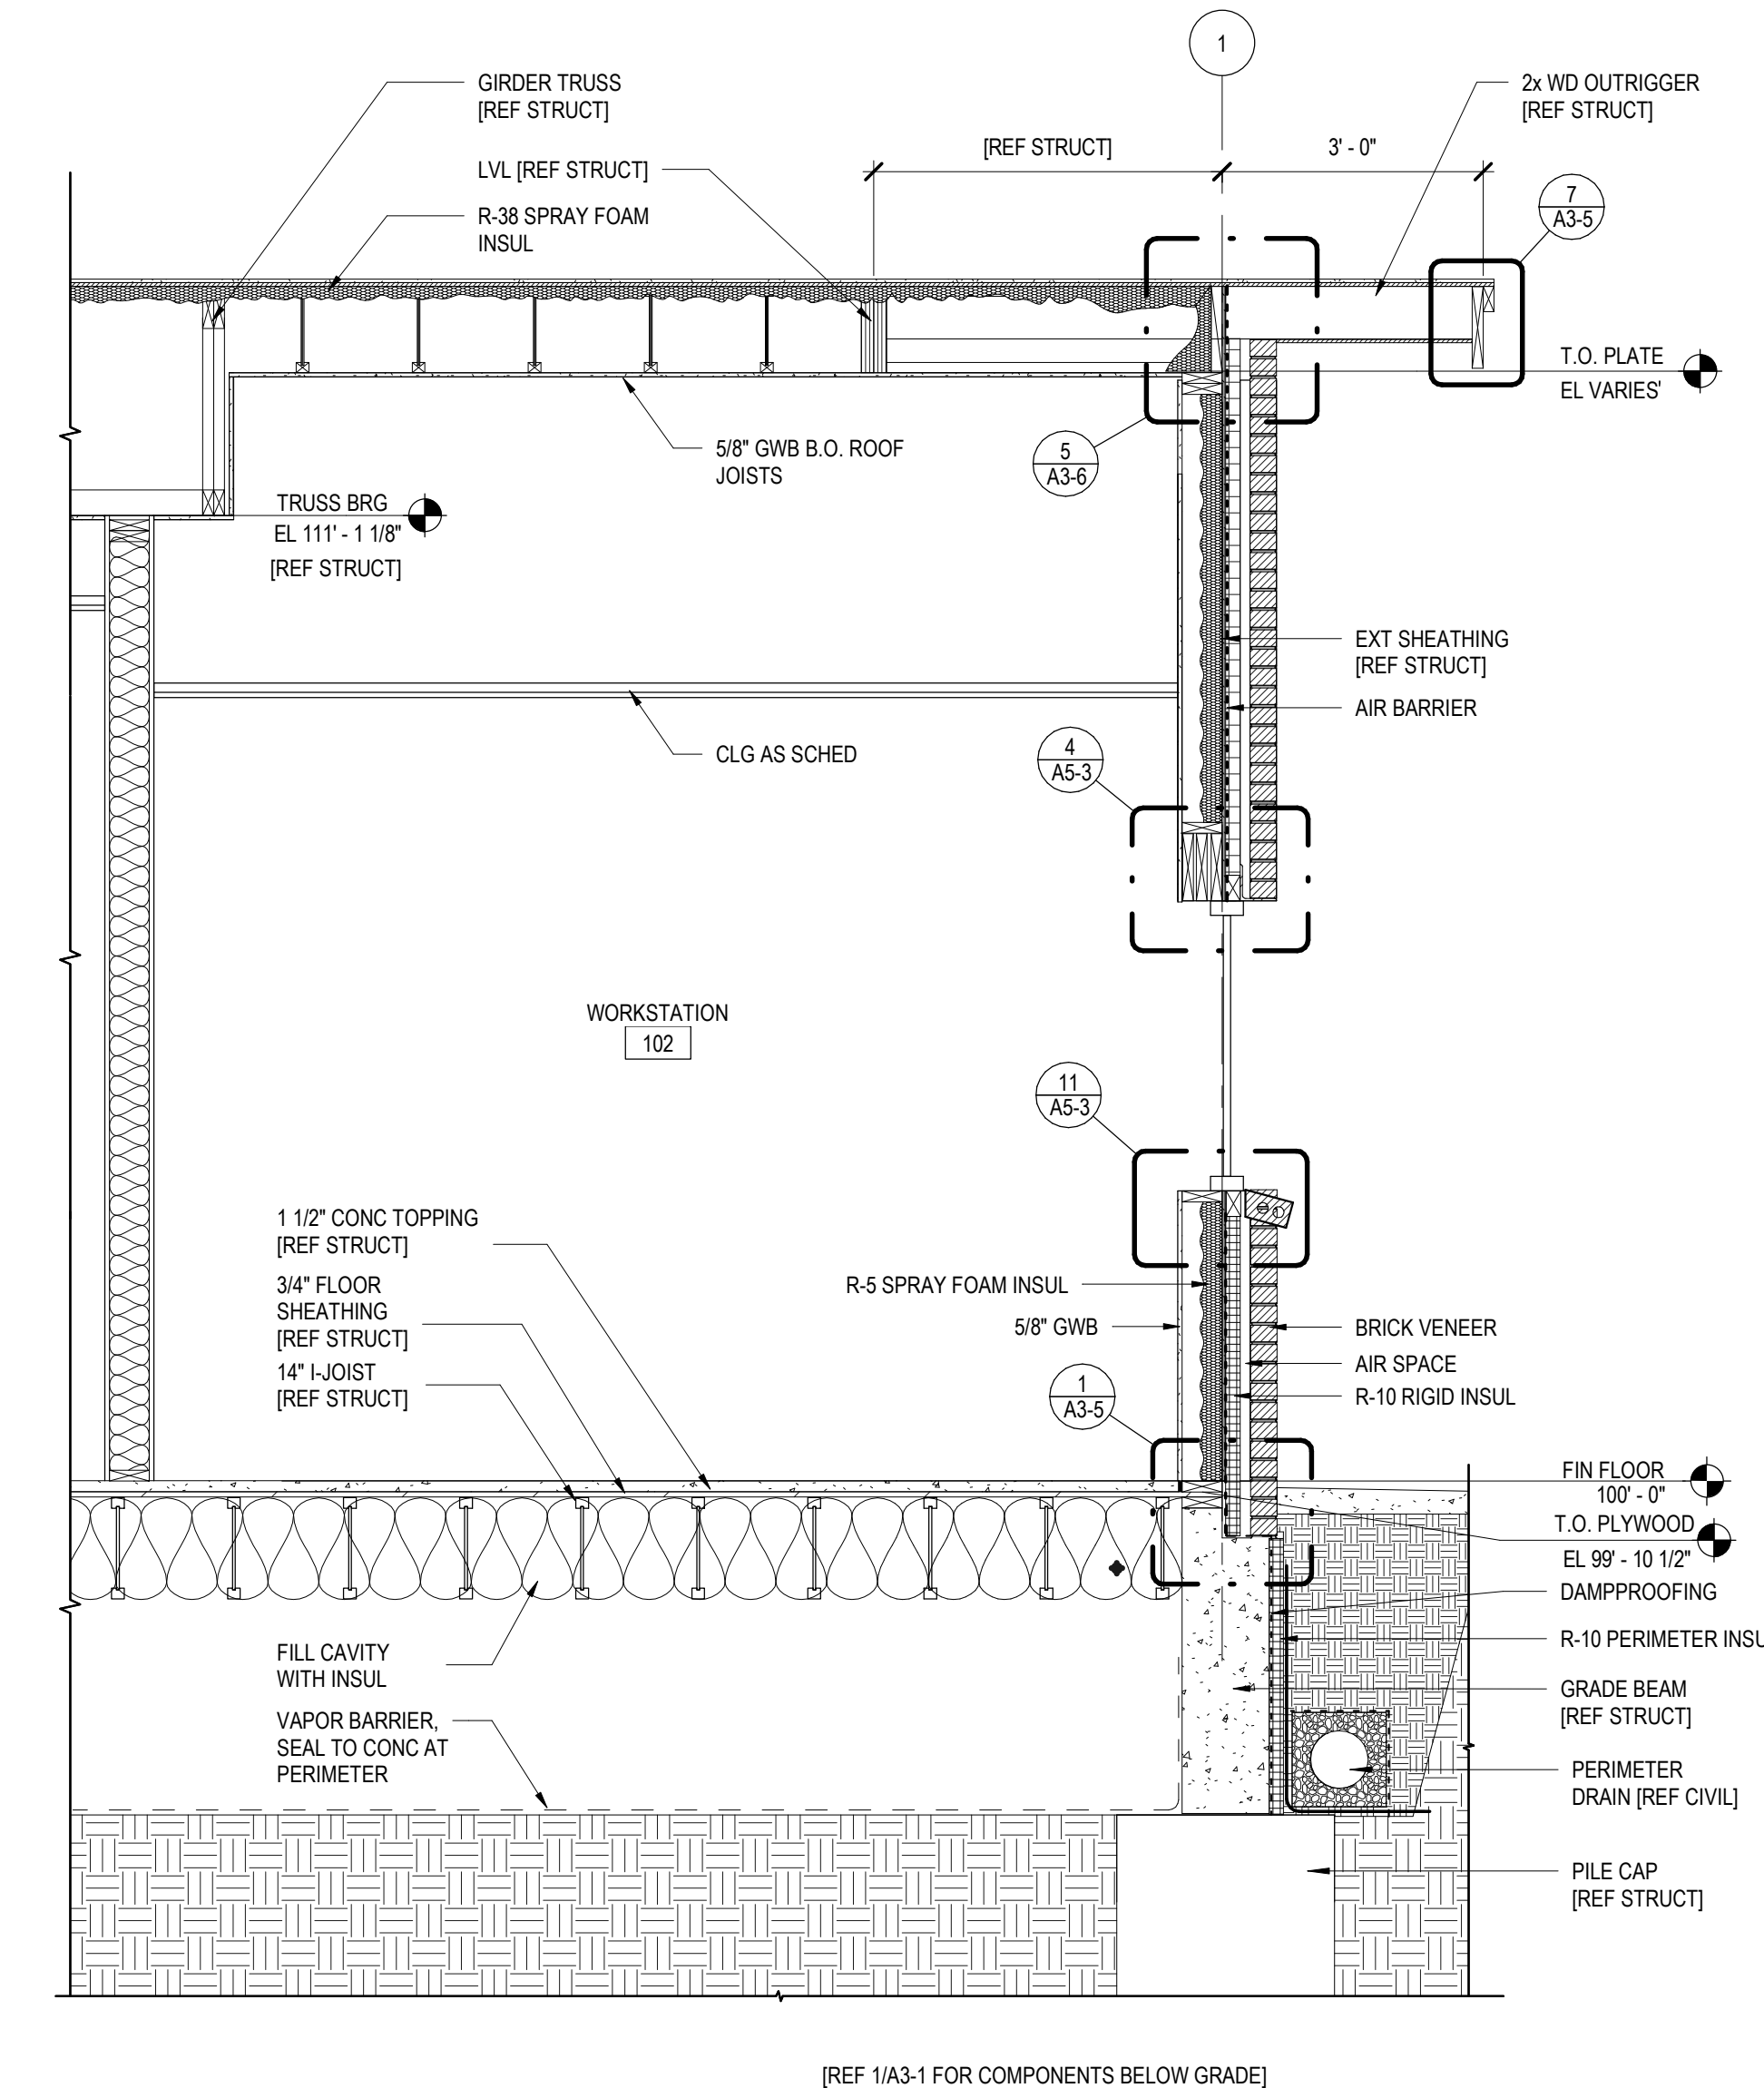 1
GIRDER TRUSS
[REF STRUCT]
2x WD OUTRIGGER
[REF STRUCT]
[REF STRUCT]
3' - 0"
LVL [REF STRUCT]
7
A3-5
R-38 SPRAY FOAM
INSUL
T.O. PLATE
EL VARIES'
5/8" GWB B.O. ROOF
JOISTS
5
A3-6
TRUSS BRG
EL 111' - 1 1/8"
[REF STRUCT]
EXT SHEATHING
[REF STRUCT]
AIR BARRIER
CLG AS SCHED
4
A5-3
WORKSTATION
102
11
A5-3
1 1/2" CONC TOPPING
[REF STRUCT]
3/4" FLOOR
SHEATHING
[REF STRUCT]
14" I-JOIST
[REF STRUCT]
R-5 SPRAY FOAM INSUL
5/8" GWB
BRICK VENEER
AIR SPACE
R-10 RIGID INSUL
1
A3-5
FIN FLOOR
100' - 0"
T.O. PLYWOOD
EL 99' - 10 1/2"
DAMPPROOFING
R-10 PERIMETER INSU
FILL CAVITY
WITH INSUL
GRADE BEAM
[REF STRUCT]
VAPOR BARRIER,
SEAL TO CONC AT
PERIMETER
PERIMETER
DRAIN [REF CIVIL]
PILE CAP
[REF STRUCT]
[REF 1/A3-1 FOR COMPONENTS BELOW GRADE]